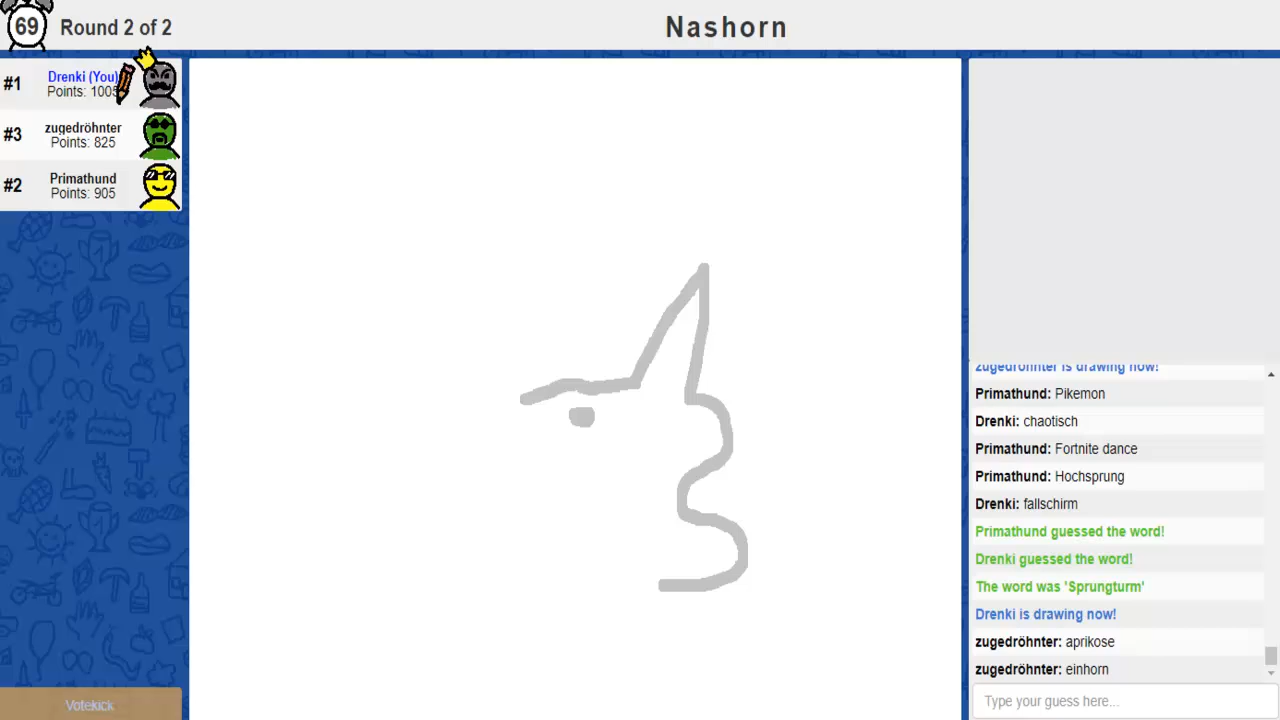 69
Round 2 of 2
Nashorn
#1
Drenki (You)
Points: 1005
#3
zugedröhnter
Points: 825
#2
Primathund
Points: 905
Votekick
zugedröhnter is drawing now!
Primathund: Pikemon
Drenki: chaotisch
Primathund: Fortnite dance
Primathund: Hochsprung
Drenki: fallschirm
Primathund guessed the word!
Drenki guessed the word!
The word was 'Sprungturm'
Drenki is drawing now!
zugedröhnter: aprikose
zugedröhnter: einhorn
Type your guess here...